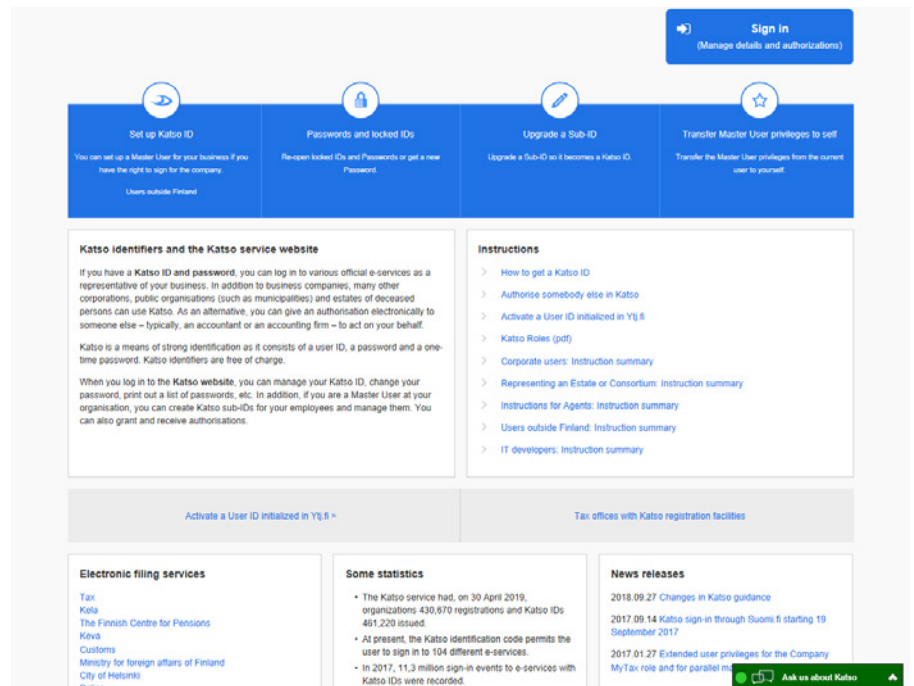 Sign in
(Manage details and authorizations)
Set up Katso ID
You can set up a Master User for your business if you
have the right to sign for the company.
Users outside Finland
Passwords and locked IDs
Re-open locked IDs and Passwords or get a new
Password.
Upgrade a Sub-ID
Upgrade a Sub-ID so it becomes a Katso ID.
Transfer Master User privileges to self
Transfer the Master User privileges from the current
user to yourself.
Katso identifiers and the Katso service website
If you have a Katso ID and password, you can log in to various official e-services as a
representative of your business. In addition to business companies, many other
corporations, public organisations (such as municipalities) and estates of deceased
persons can use Katso. As an alternative, you can give an authorisation electronically to
someone else – typically, an accountant or an accounting firm – to act on your behalf.
Katso is a means of strong identification as it consists of a user ID, a password and a one-
time password. Katso identifiers are free of charge.
When you log in to the Katso website, you can manage your Katso ID, change your
password, print out a list of passwords, etc. In addition, if you are a Master User at your
organisation, you can create Katso sub-IDs for your employees and manage them. You
can also grant and receive authorisations.
Instructions
How to get a Katso ID
Authorise somebody else in Katso
Activate a User ID initialized in Ytj.fi
Katso Roles (pdf)
Corporate users: Instruction summary
Representing an Estate or Consortium: Instruction summary
Instructions for Agents: Instruction summary
Users outside Finland: Instruction summary
IT developers: Instruction summary
Activate a User ID initialized in Ytj.fi »
Tax offices with Katso registration facilities
Electronic filing services
Tax
Kela
The Finnish Centre for Pensions
Keva
Customs
Ministry for foreign affairs of Finland
City of Helsinki
Some statistics
• The Katso service had, on 30 April 2019,
organizations 430,670 registrations and Katso IDs
461,220 issued.
• At present, the Katso identification code permits the
user to sign in to 104 different e-services.
• In 2017, 11,3 million sign-in events to e-services with
Katso IDs were recorded.
News releases
2018.09.27 Changes in Katso guidance
2017.09.14 Katso sign-in through Suomi.fi starting 19
September 2017
2017.01.27 Extended user privileges for the Company
MyTax role and for parallel
Ask us about Katso